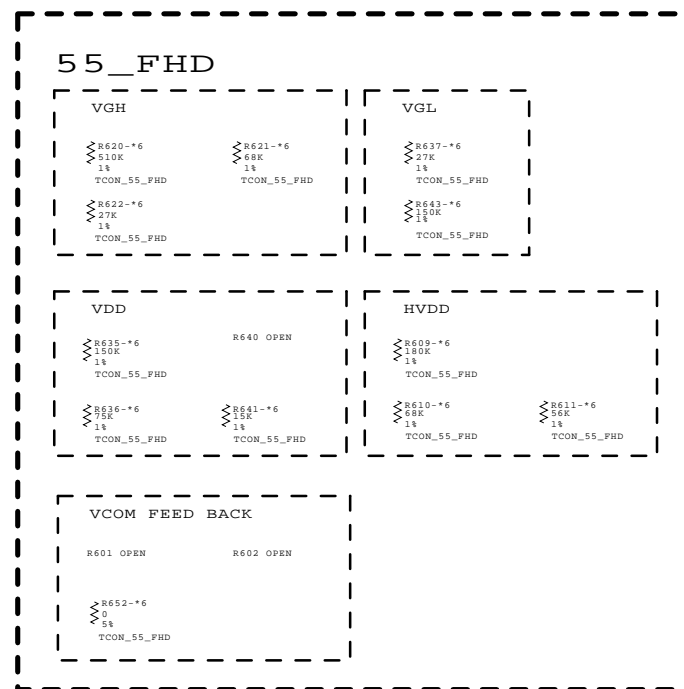 55_FHD
VGH
R620-*6
510K
1%
TCON_55_FHD
R621-*6
68K
1%
TCON_55_FHD
R622-*6
27K
1%
TCON_55_FHD
VGL
R637-*6
27K
1%
TCON_55_FHD
R643-*6
150K
1%
TCON_55_FHD
VDD
R635-*6
150K
1%
TCON_55_FHD
R640 OPEN
R636-*6
75K
1%
TCON_55_FHD
R641-*6
15K
1%
TCON_55_FHD
HVDD
R609-*6
180K
1%
TCON_55_FHD
R610-*6
68K
1%
TCON_55_FHD
R611-*6
56K
1%
TCON_55_FHD
VCOM FEED BACK
R601 OPEN
R602 OPEN
R652-*6
0
5%
TCON_55_FHD